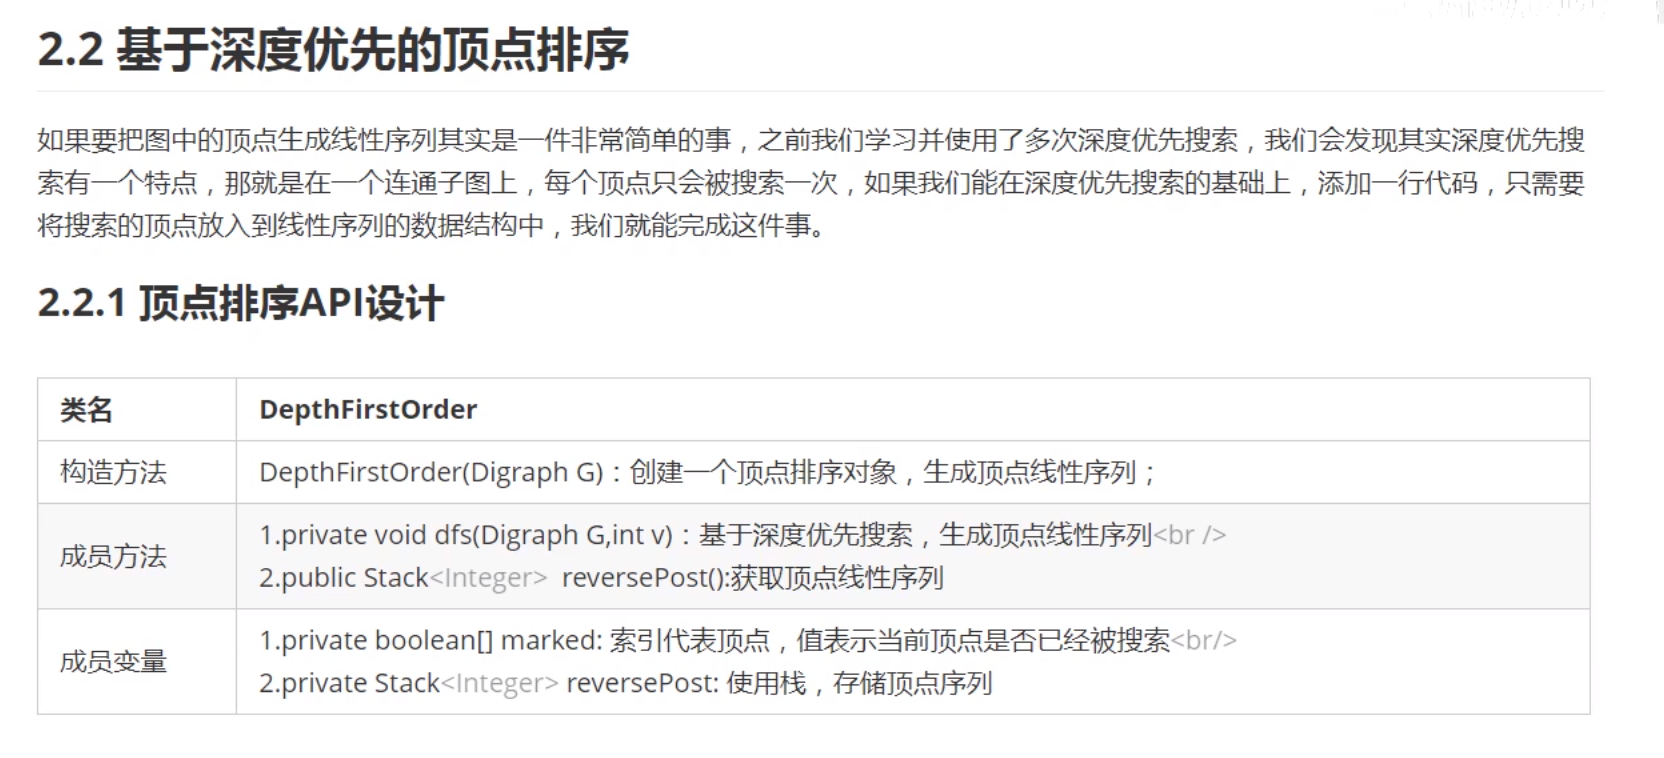 2.2 基于深度优先的顶点排序
如果要把图中的顶点生成线性序列其实是一件非常简单的事，之前我们学习并使用了多次深度优先搜索，我们会发现其实深度优先搜
索有一个特点，那就是在一个连通子图上，每个顶点只会被搜索一次，如果我们能在深度优先搜索的基础上，添加一行代码，只需要
将搜索的顶点放入到线性序列的数据结构中，我们就能完成这件事。
2.2.1 顶点排序API设计
类名 DepthFirstOrder
构造方法 DepthFirstOrder(Digraph G)：创建一个顶点排序对象，生成顶点线性序列；
成员方法
1.private void dfs(Digraph G,int v)：基于深度优先搜索，生成顶点线性序列<br />
2.public Stack<Integer> reversePost():获取顶点线性序列
成员变量
1.private boolean[] marked: 索引代表顶点，值表示当前顶点是否已经被搜索<br/>
2.private Stack<Integer> reversePost: 使用栈，存储顶点序列